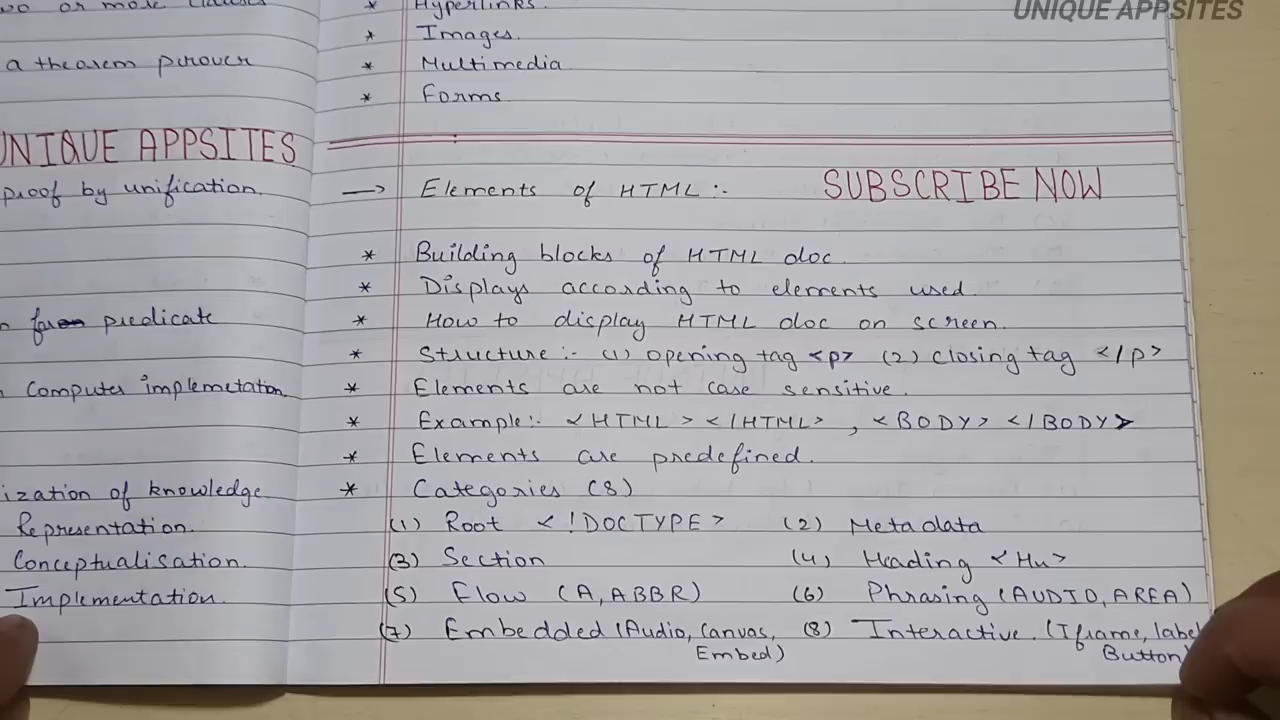 a theorem prover
UNIQUE APPSITES
proof by unification.
predicate
Computer implemetation.
ization of knowledge
Representation.
Conceptualisation.
Implementation.
UNIQUE APPSITES
* Hyperlinks.
* Images.
* Multimedia
* Forms
SUBSCRIBE NOW
→ Elements of HTML :-
* Building blocks of HTML doc.
* Displays according to elements used.
* How to display HTML doc on screen.
* Structure :- (1) opening tag <p> (2) closing tag </p>
* Elements are not case sensitive.
* Example :- <HTML> </HTML> , <BODY> </BODY>
* Elements are predefined.
* Categories (8)
(1) Root <!DOCTYPE> (2) Metadata
(3) Section (4) Heading <Hn>
(5) Flow (A, ABBR) (6) Phrasing (AUDIO, AREA)
(7) Embedded (Audio, Canvas, (8) Interactive. (Iframe, label
Embed) Button)